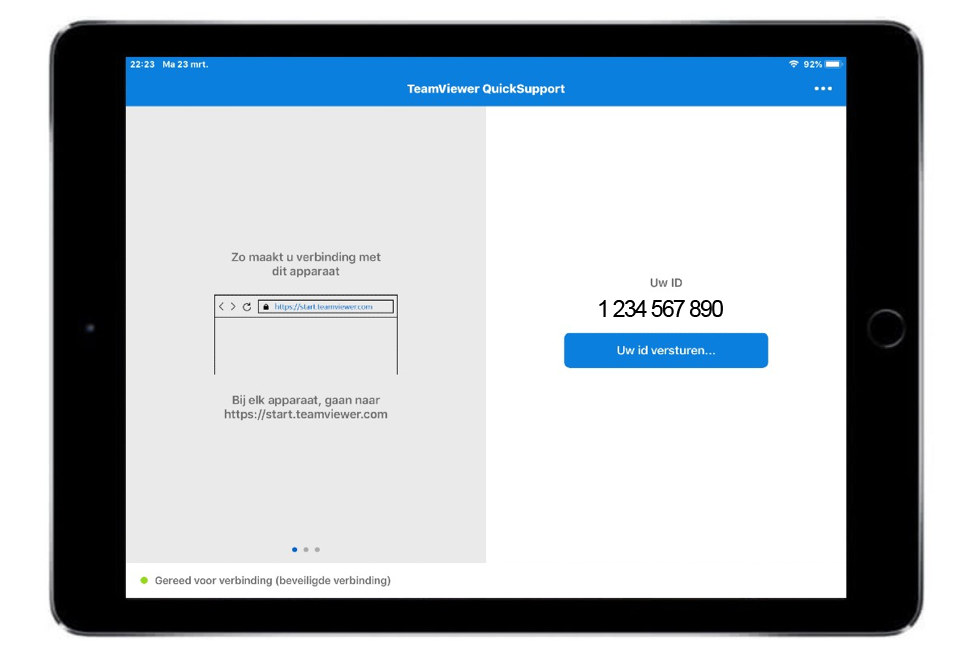 22:23 Ma 23 mrt.
92%
TeamViewer QuickSupport
Zo maakt u verbinding met
dit apparaat
https://start.teamviewer.com
Bij elk apparaat, gaan naar
https://start.teamviewer.com
Uw ID
1 234 567 890
Uw id versturen...
Gereed voor verbinding (beveiligde verbinding)